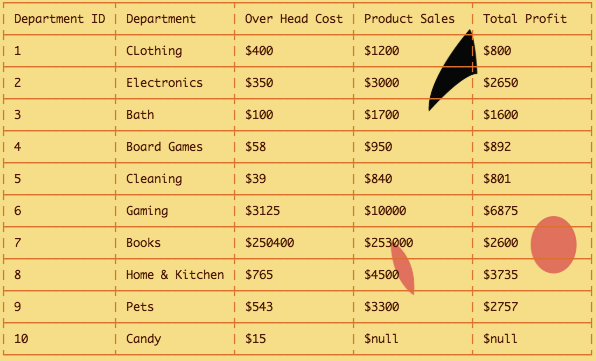 Department ID Department Over Head Cost Product Sales Total Profit
1 CLothing $400 $1200 $800
2 Electronics $350 $3000 $2650
3 Bath $100 $1700 $1600
4 Board Games $58 $950 $892
5 Cleaning $39 $840 $801
6 Gaming $3125 $10000 $6875
7 Books $250400 $253000 $2600
8 Home & Kitchen $765 $4500 $3735
9 Pets $543 $3300 $2757
10 Candy $15 $null $null